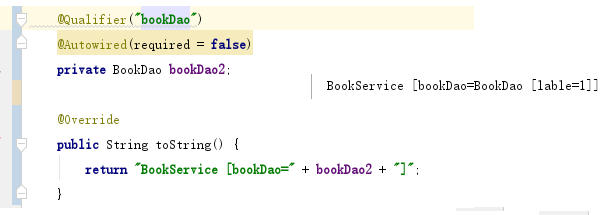 @Qualifier("bookDao")
@Autowired(required = false)
private BookDao bookDao2;
BookService [bookDao=BookDao [lable=1]]
@Override
public String toString() {
return "BookService [bookDao=" + bookDao2 + "]";
}